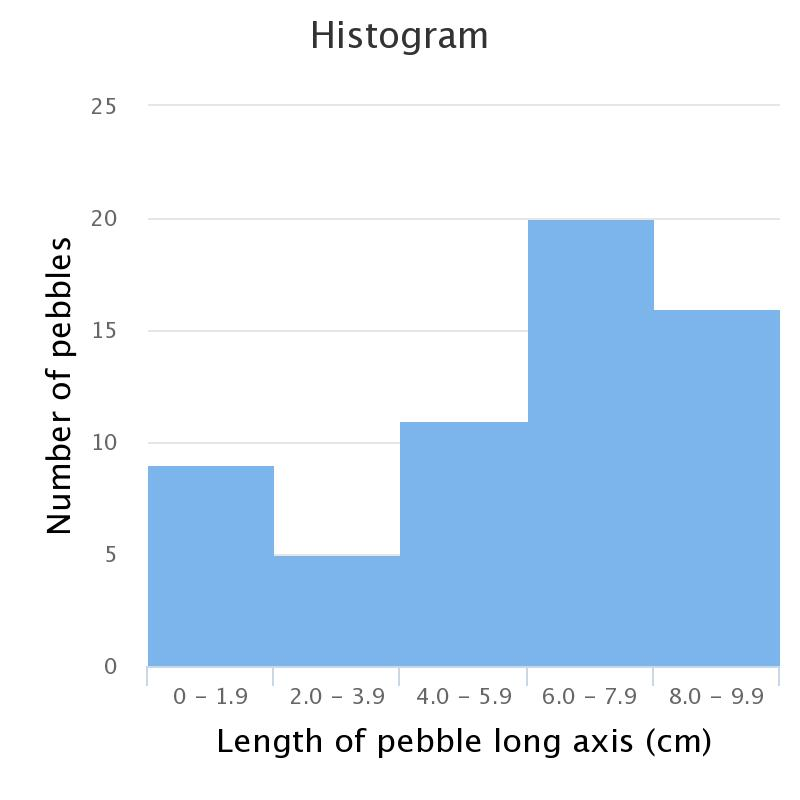 Histogram
25
20
15
10
5
0
Number of pebbles
0 – 1.9
2.0 – 3.9
4.0 – 5.9
6.0 – 7.9
8.0 – 9.9
Length of pebble long axis (cm)